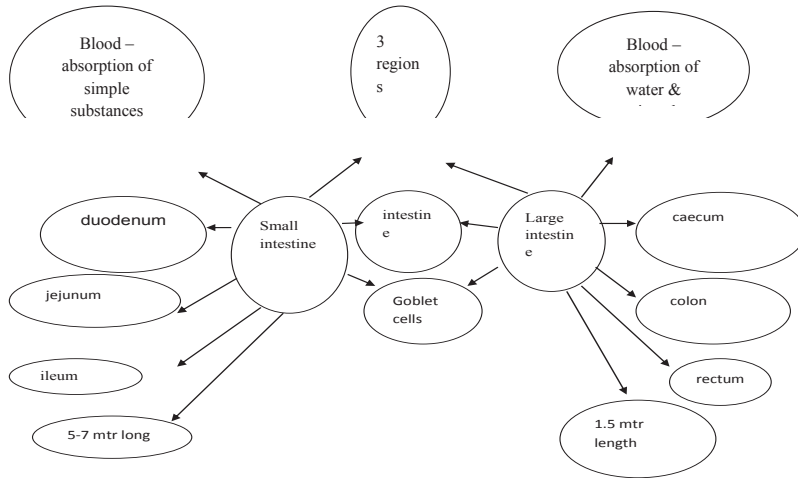 Blood –
absorption of
simple
substances
3
region
s
Blood –
absorption of
water &
duodenum
Small
intestine
intestin
e
Large
intestin
e
caecum
jejunum
Goblet
cells
colon
ileum
rectum
5-7 mtr long
1.5 mtr
length